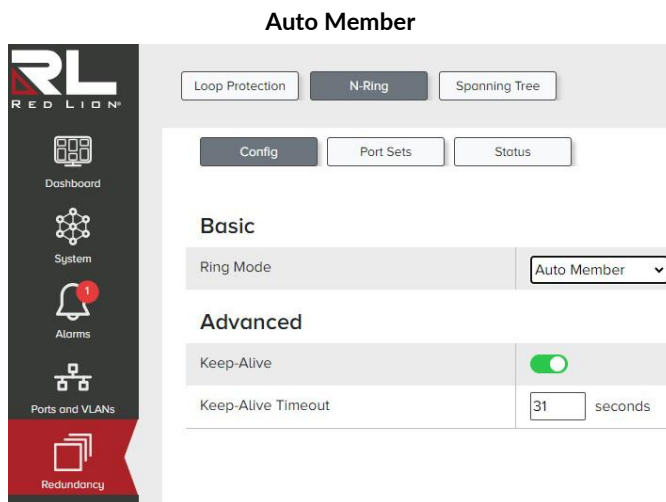 Auto Member
RL
RED LION®
Loop Protection
N-Ring
Spanning Tree
Config
Port Sets
Status
Dashboard
System
1
Alarms
Ports and VLANs
Redundancy
Basic
Ring Mode
Auto Member
Advanced
Keep-Alive
Keep-Alive Timeout
31 seconds